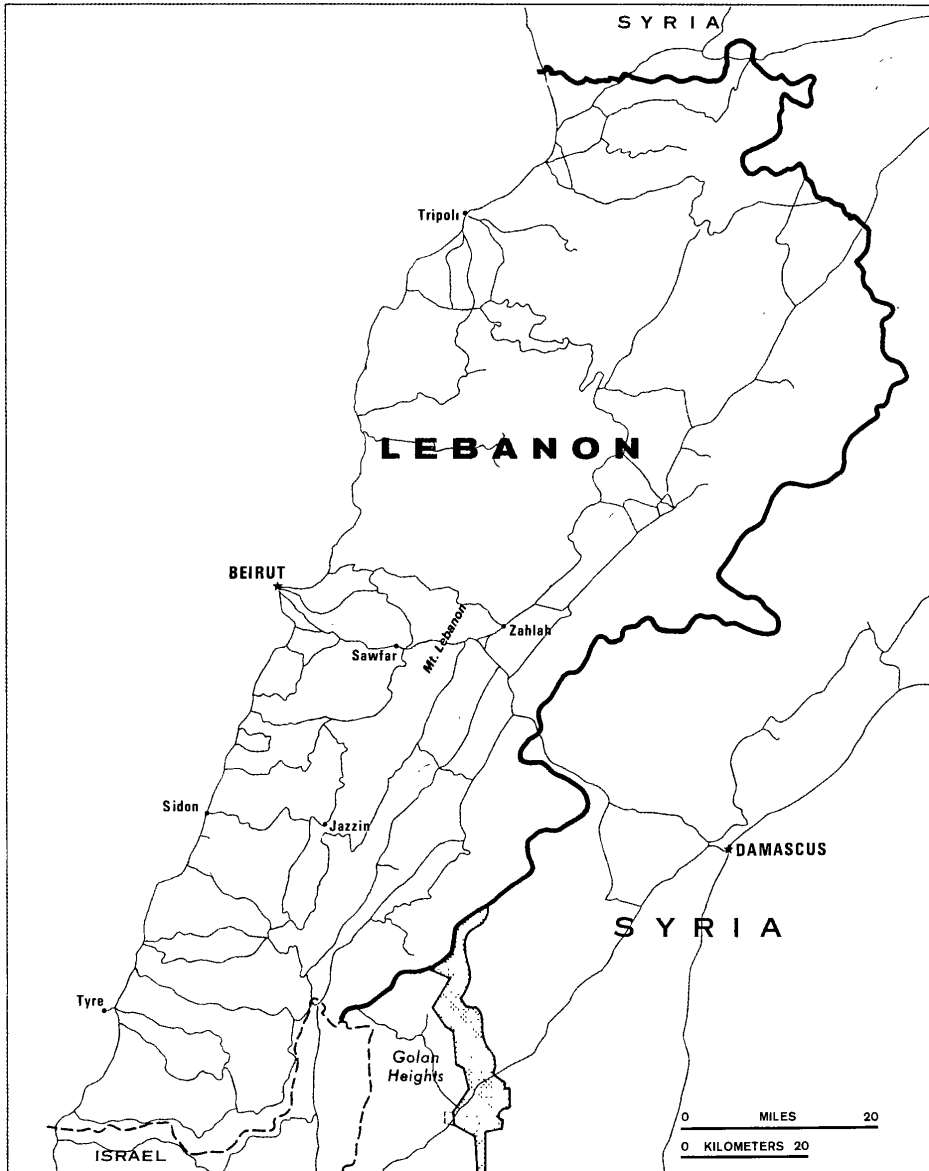 SYRIA
Tripoli
LEBANON
BEIRUT
Zahlah
Mt. Lebanon
Sawfar
Sidon
Jazzin
DAMASCUS
SYRIA
Tyre
Golan
Heights
ISRAEL
0 MILES 20
0 KILOMETERS 20